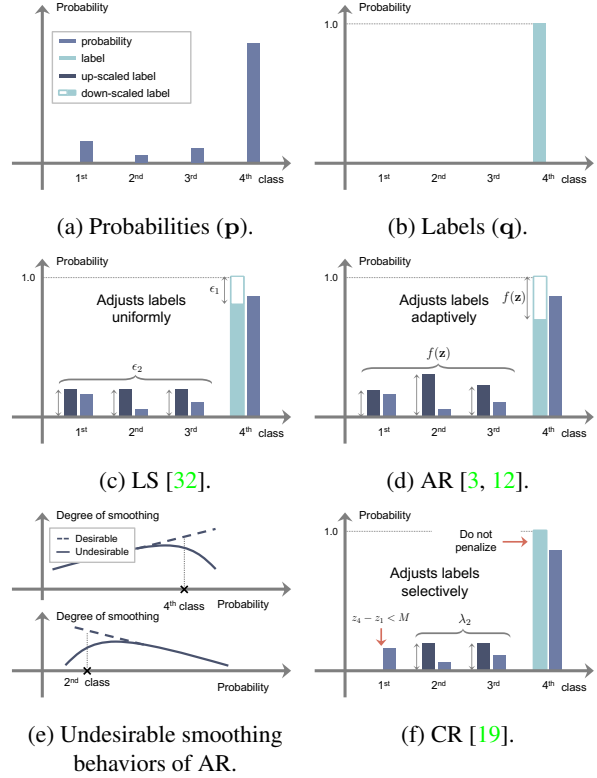 Probability
probability
label
up-scaled label
down-scaled label
1st 2nd 3rd 4th class
(a) Probabilities (p).
Probability
1.0
1st 2nd 3rd 4th class
(b) Labels (q).
Probability
1.0
Adjusts labels
uniformly
ϵ1
ϵ2
1st 2nd 3rd 4th class
(c) LS [32].
Probability
1.0
Adjusts labels
adaptively
f(z)
f(z)
1st 2nd 3rd 4th class
(d) AR [3, 12].
Degree of smoothing
Desirable
Undesirable
4th class
Probability
Degree of smoothing
2nd class
Probability
(e) Undesirable smoothing
behaviors of AR.
Probability
1.0
Do not
penalize
Adjusts labels
selectively
z4 − z1 < M
λ2
1st 2nd 3rd 4th class
(f) CR [19].